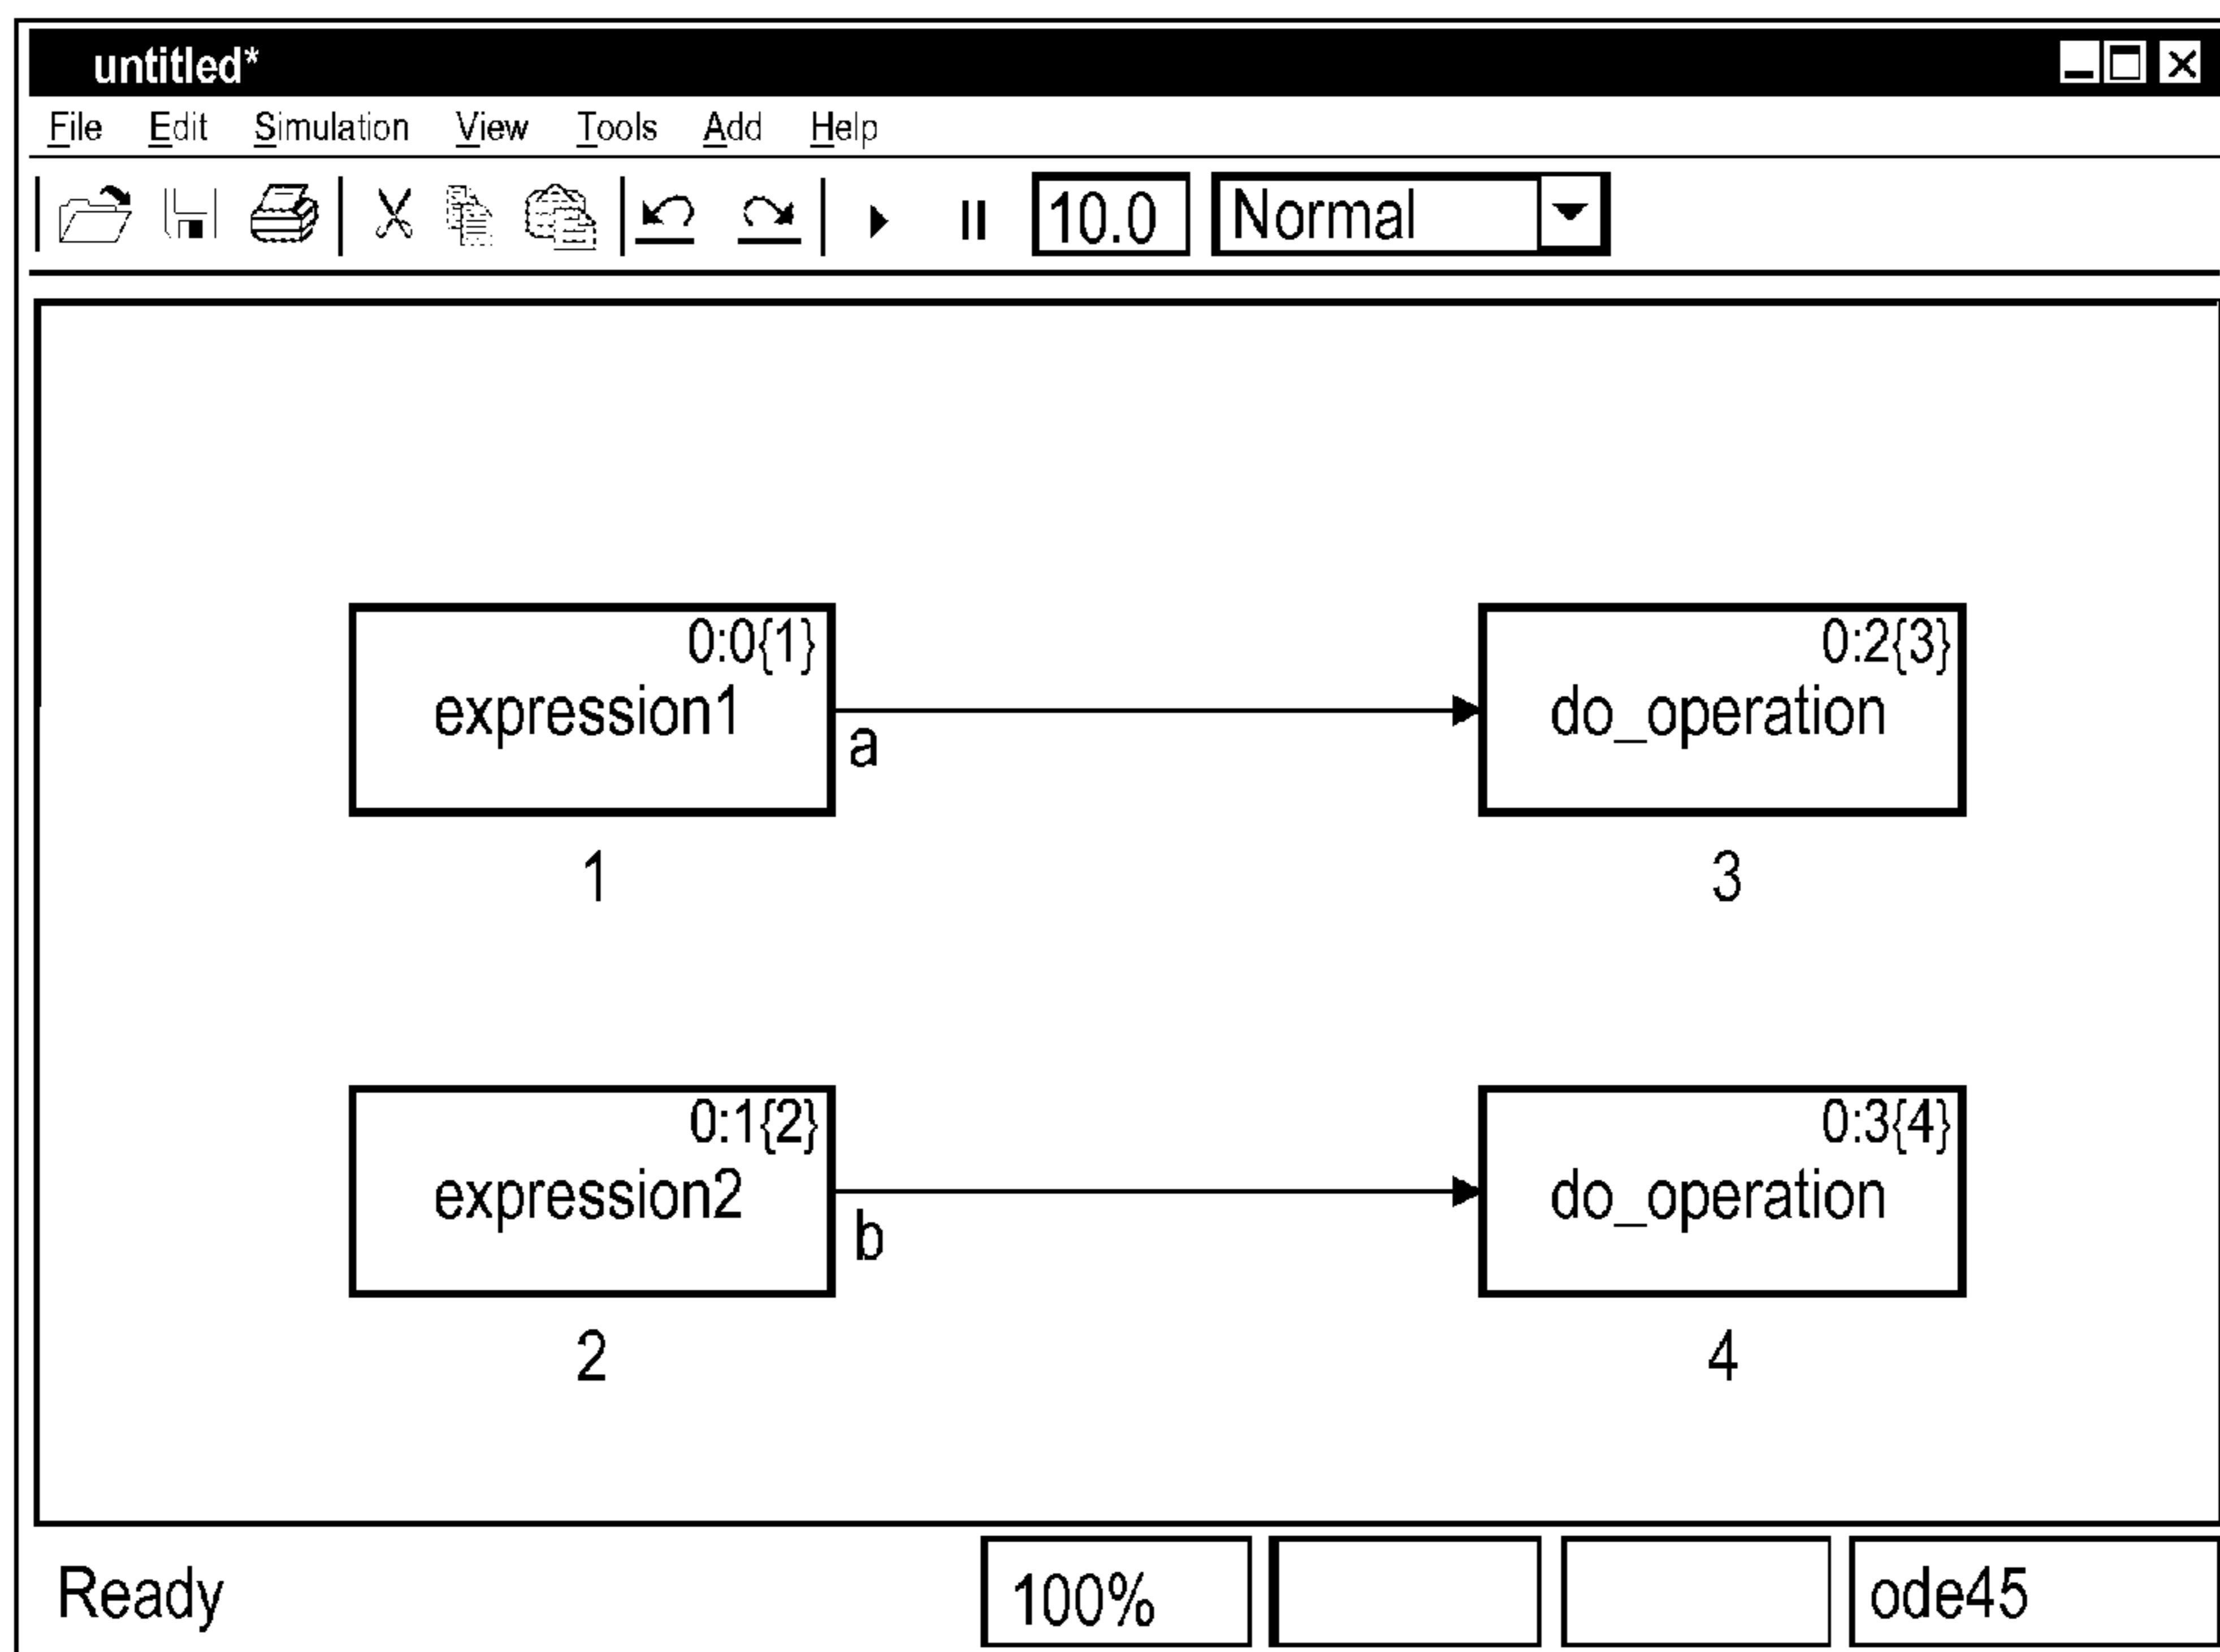 untitled*
File Edit Simulation View Tools Add Help
10.0 Normal
0:0{1} 0:2{3}
expression1 do_operation
a
1 3
0:1{2} 0:3{4}
expression2 do_operation
b
2 4
Ready 100% ode45